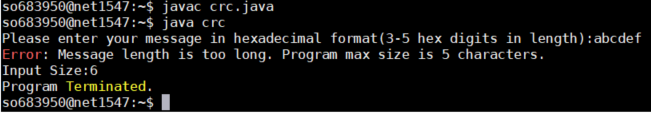 so683950@net1547:~$ javac crc.java
so683950@net1547:~$ java crc
Please enter your message in hexadecimal format(3-5 hex digits in length):abcdef
Error: Message length is too long. Program max size is 5 characters.
Input Size:6
Program Terminated.
so683950@net1547:~$